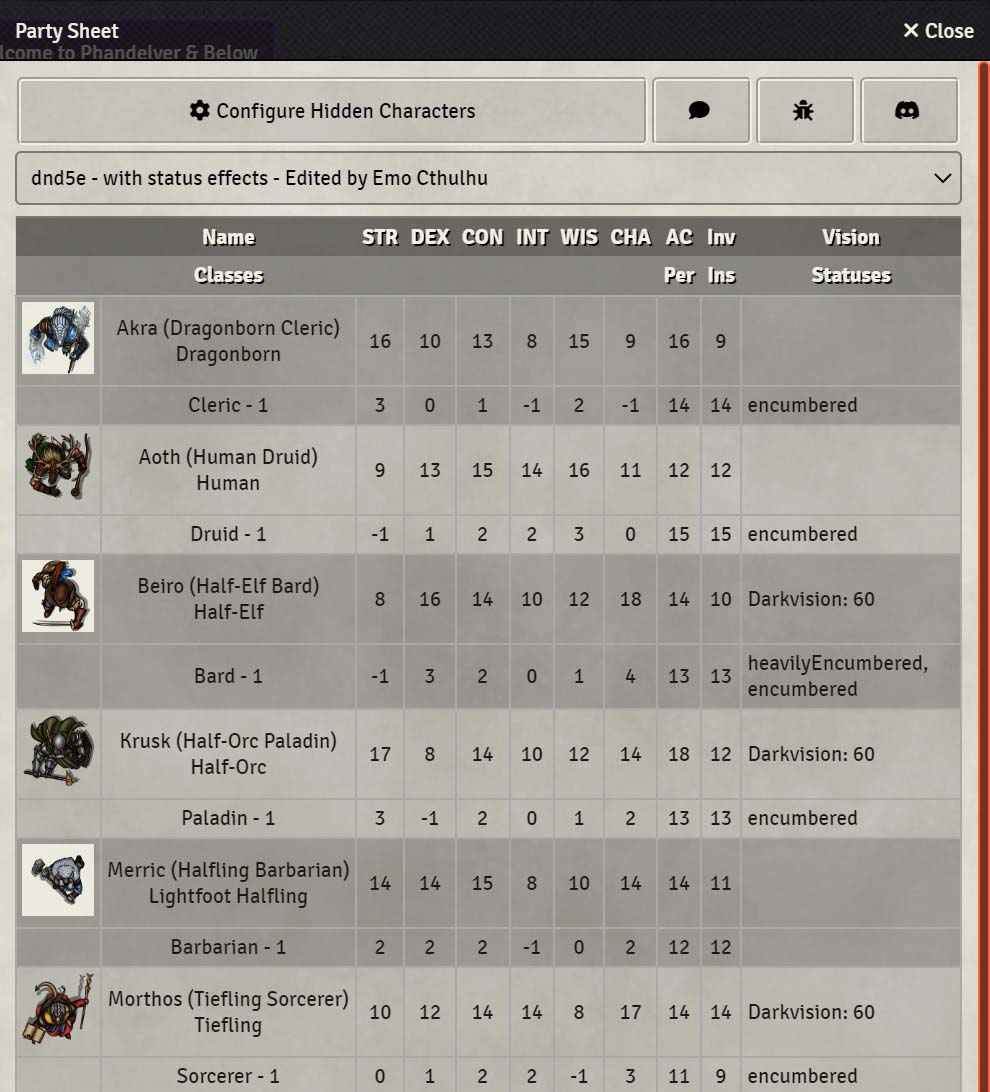 Party Sheet
Close
lcome to Phandelver & Below
Configure Hidden Characters
dnd5e - with status effects - Edited by Emo Cthulhu
Name STR DEX CON INT WIS CHA AC Inv Vision
Classes Per Ins Statuses
Akra (Dragonborn Cleric)
Dragonborn
16 10 13 8 15 9 16 9
Cleric - 1 3 0 1 -1 2 -1 14 14 encumbered
Aoth (Human Druid)
Human
9 13 15 14 16 11 12 12
Druid - 1 -1 1 2 2 3 0 15 15 encumbered
Beiro (Half-Elf Bard)
Half-Elf
8 16 14 10 12 18 14 10 Darkvision: 60
Bard - 1 -1 3 2 0 1 4 13 13 heavilyEncumbered,
encumbered
Krusk (Half-Orc Paladin)
Half-Orc
17 8 14 10 12 14 18 12 Darkvision: 60
Paladin - 1 3 -1 2 0 1 2 13 13 encumbered
Merric (Halfling Barbarian)
Lightfoot Halfling
14 14 15 8 10 14 14 11
Barbarian - 1 2 2 2 -1 0 2 12 12
Morthos (Tiefling Sorcerer)
Tiefling
10 12 14 14 8 17 14 14 Darkvision: 60
Sorcerer - 1 0 1 2 2 -1 3 11 9 encumbered